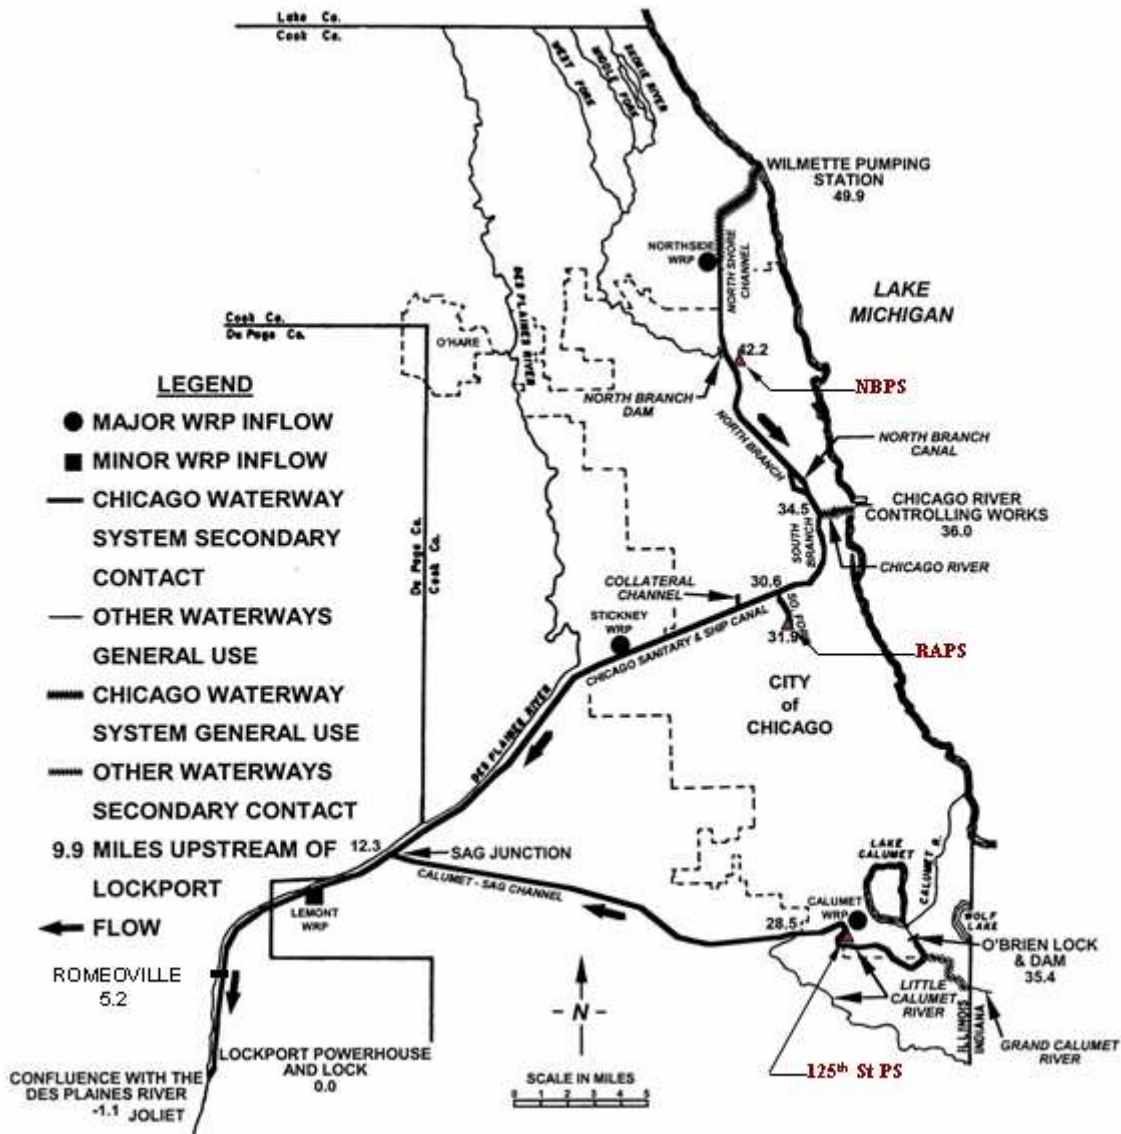 Lake Co.
Cook Co.
WEST FORK
MIDDLE FORK
SKOKIE RIVER
WILMETTE PUMPING
STATION
49.9
NORTHSIDE
WRP
NORTH SHORE
CHANNEL
DES PLAINES RIVER
LAKE
MICHIGAN
Cook Co.
Du Page Co.
O'HARE
42.2
NBPS
NORTH BRANCH
DAM
NORTH BRANCH
NORTH BRANCH
CANAL
LEGEND
MAJOR WRP INFLOW
MINOR WRP INFLOW
CHICAGO WATERWAY
SYSTEM SECONDARY
CONTACT
OTHER WATERWAYS
GENERAL USE
CHICAGO WATERWAY
SYSTEM GENERAL USE
OTHER WATERWAYS
SECONDARY CONTACT
9.9 MILES UPSTREAM OF
LOCKPORT
FLOW
34.5
CHICAGO RIVER
CONTROLLING WORKS
36.0
SOUTH
BRANCH
CHICAGO RIVER
Du Page Co.
Cook Co.
COLLATERAL
CHANNEL
30.6
SO. FORK
STICKNEY
WRP
CHICAGO SANITARY & SHIP CANAL
31.9
RAPS
CITY
of
CHICAGO
DES PLAINES RIVER
12.3
SAG JUNCTION
CALUMET - SAG CHANNEL
LEMONT
WRP
LAKE
CALUMET
CALUMET R.
CALUMET
WRP
28.5
WOLF
LAKE
O'BRIEN LOCK
& DAM
35.4
LITTLE
CALUMET
RIVER
ILLINOIS
INDIANA
GRAND CALUMET
RIVER
ROMEOVILLE
5.2
- N -
125th St PS
LOCKPORT POWERHOUSE
AND LOCK
0.0
SCALE IN MILES
0 1 2 3 4 5
CONFLUENCE WITH THE
DES PLAINES RIVER
-1.1 JOLIET